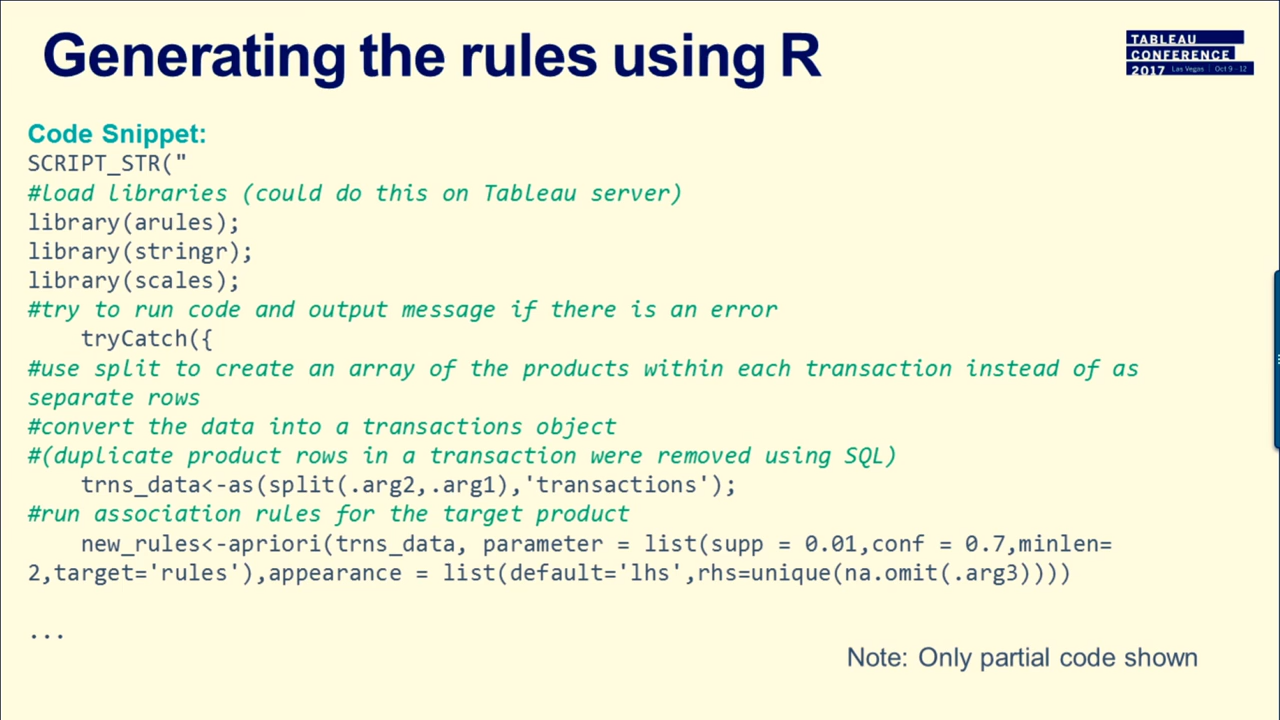 Generating the rules using R
TABLEAU
CONFERENCE
2017 Las Vegas | Oct 9 - 12
Code Snippet:
SCRIPT_STR("
#load libraries (could do this on Tableau server)
library(arules);
library(stringr);
library(scales);
#try to run code and output message if there is an error
tryCatch({
#use split to create an array of the products within each transaction instead of as
separate rows
#convert the data into a transactions object
#(duplicate product rows in a transaction were removed using SQL)
trns_data<-as(split(.arg2,.arg1),'transactions');
#run association rules for the target product
new_rules<-apriori(trns_data, parameter = list(supp = 0.01,conf = 0.7,minlen=
2,target='rules'),appearance = list(default='lhs',rhs=unique(na.omit(.arg3))))
...
Note: Only partial code shown